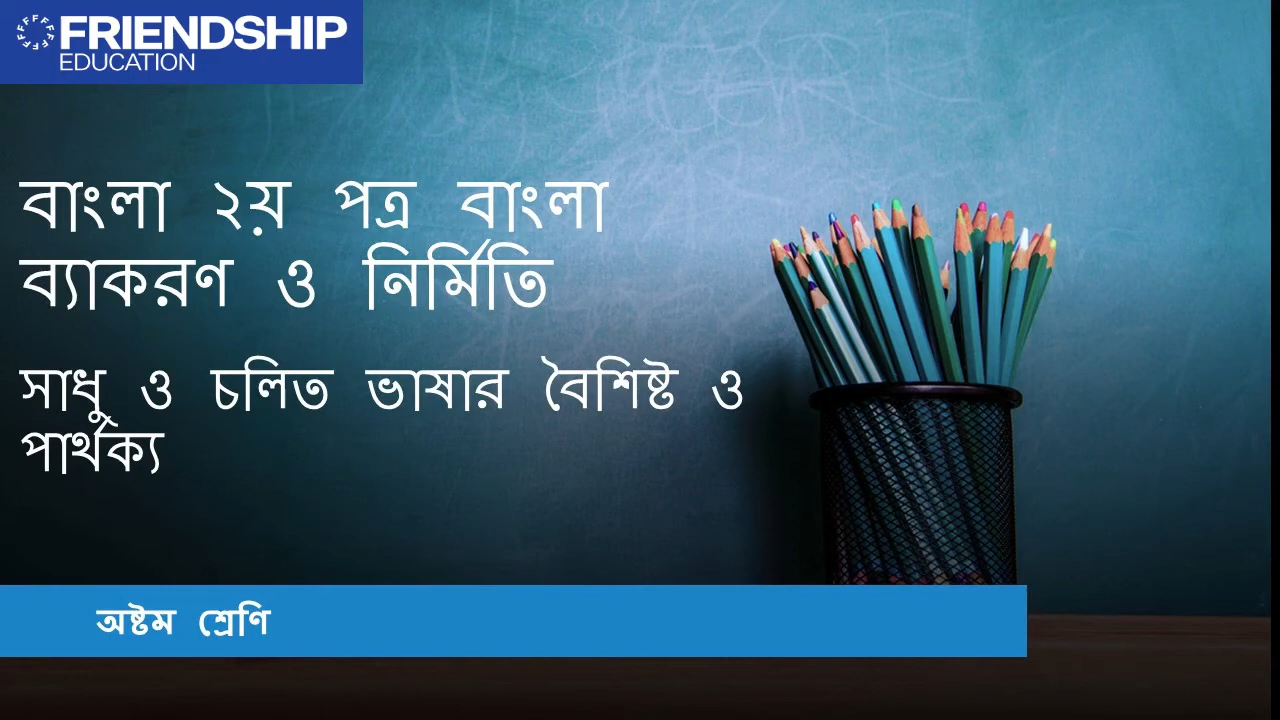 FRIENDSHIP
EDUCATION
বাংলা ২য় পত্র বাংলা
ব্যাকরণ ও নির্মিতি
সাধু ও চলিত ভাষার বৈশিষ্ট ও
পার্থক্য
অষ্টম শ্রেণি